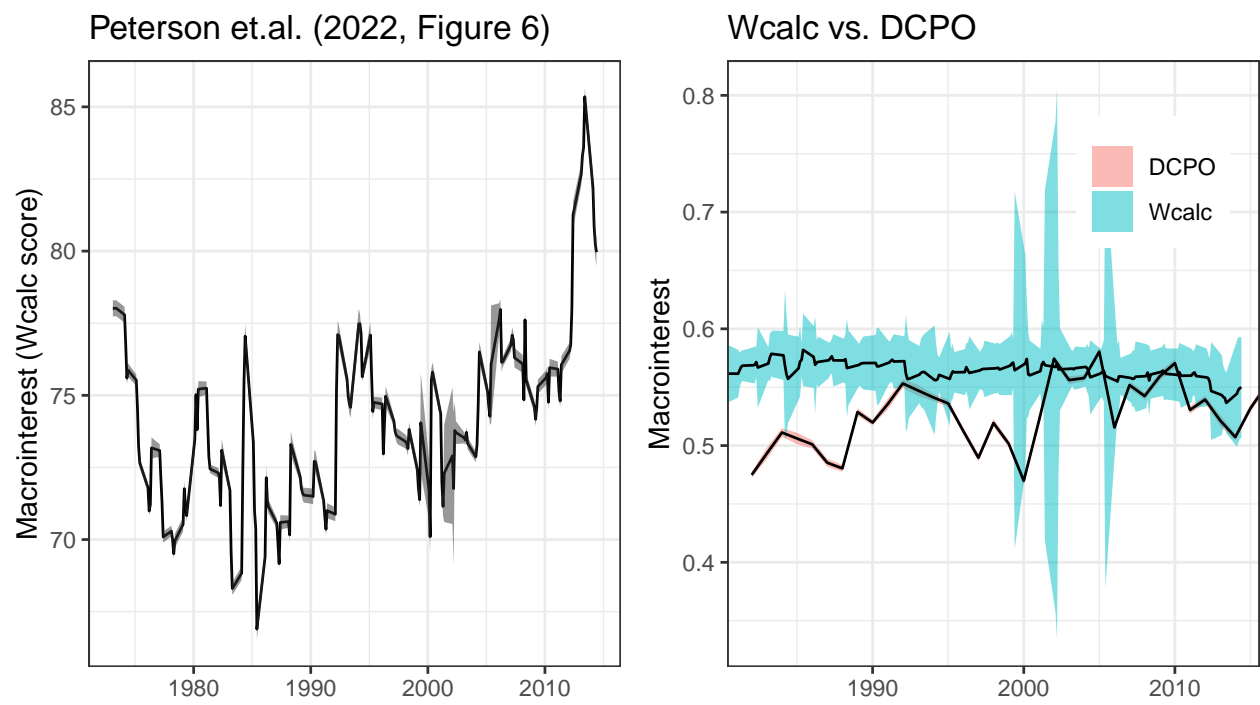 Peterson et.al. (2022, Figure 6)
Macrointerest (Wcalc score)
85
80
75
70
1980
1990
2000
2010
Wcalc vs. DCPO
Macrointerest
0.8
0.7
0.6
0.5
0.4
DCPO
Wcalc
1990
2000
2010